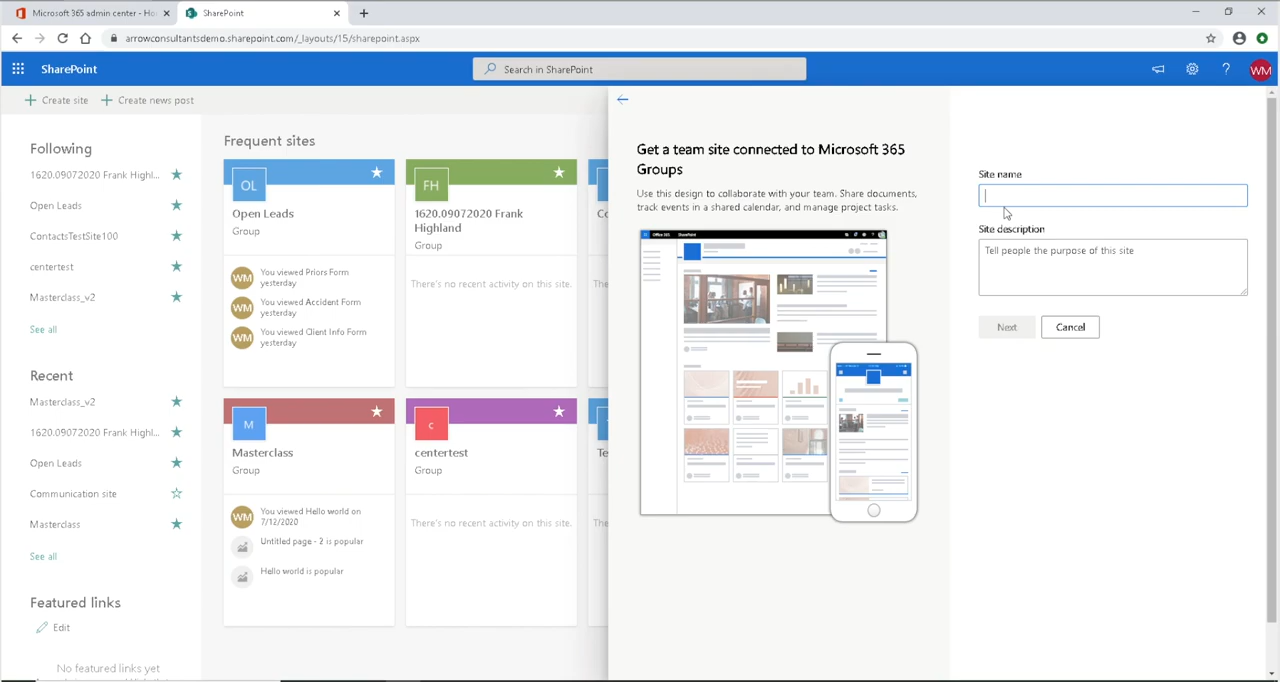 Microsoft 365 admin center - Ho
SharePoint
arrowconsultantsdemo.sharepoint.com/_layouts/15/sharepoint.aspx
SharePoint
Search in SharePoint
WM
Create site
Create news post
Following
1620.09072020 Frank Highl...
Open Leads
ContactsTestSite100
centertest
Masterclass_v2
See all
Recent
Masterclass_v2
1620.09072020 Frank Highl...
Open Leads
Communication site
Masterclass
See all
Featured links
Edit
No featured links yet
Frequent sites
OL
Open Leads
Group
WM
You viewed Priors Form
yesterday
WM
You viewed Accident Form
yesterday
WM
You viewed Client Info Form
yesterday
FH
1620.09072020 Frank
Highland
Group
There's no recent activity on this site.
Co
The
M
Masterclass
Group
WM
You viewed Hello world on
7/12/2020
Untitled page - 2 is popular
Hello world is popular
c
centertest
Group
There's no recent activity on this site.
Te
The
Get a team site connected to Microsoft 365
Groups
Use this design to collaborate with your team. Share documents,
track events in a shared calendar, and manage project tasks.
Office 365
SharePoint
Site name
Site description
Tell people the purpose of this site
Next
Cancel